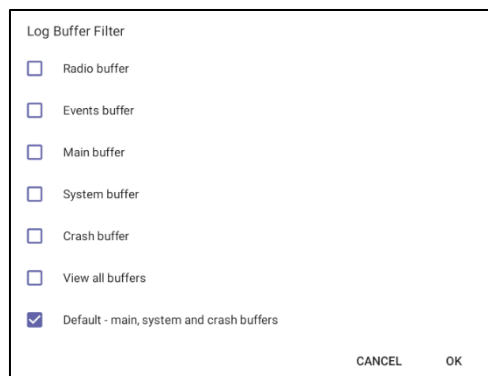 Log Buffer Filter
Radio buffer
Events buffer
Main buffer
System buffer
Crash buffer
View all buffers
Default - main, system and crash buffers
CANCEL OK